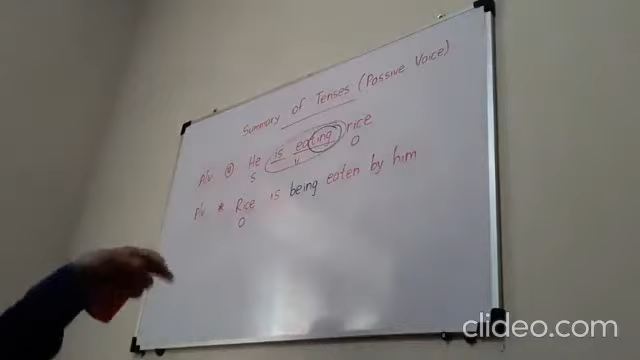 Summary of Tenses (Passive Voice)
A/v * He is eating rice
S V O
P/v * Rice is being eaten by him
O
clideo.com